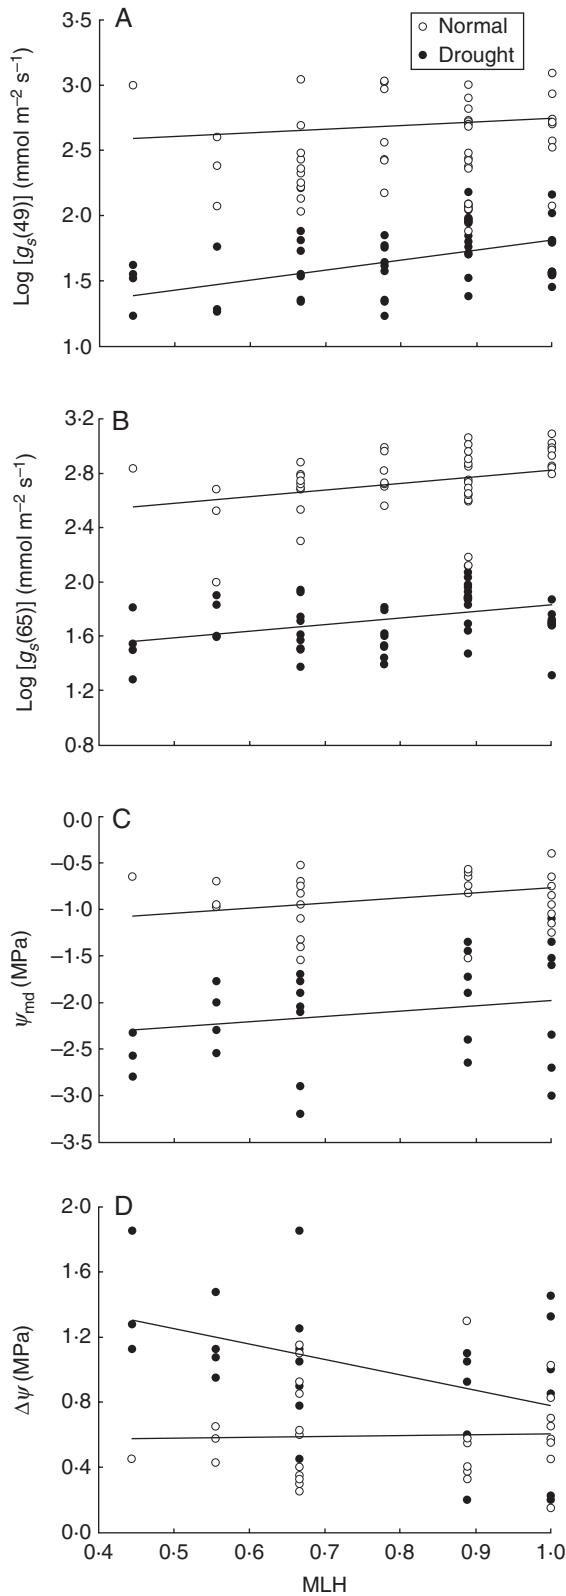 A
Normal
Drought
Log [gs(49)] (mmol m−2 s−1)
3·5
3·0
2·5
2·0
1·5
1·0
B
Log [gs(65)] (mmol m−2 s−1)
3·2
2·8
2·4
2·0
1·6
1·2
0·8
C
ψmd (MPa)
0·0
−0·5
−1·0
−1·5
−2·0
−2·5
−3·0
−3·5
D
Δψ (MPa)
2·0
1·6
1·2
0·8
0·4
0·0
0·4 0·5 0·6 0·7 0·8 0·9 1·0
MLH